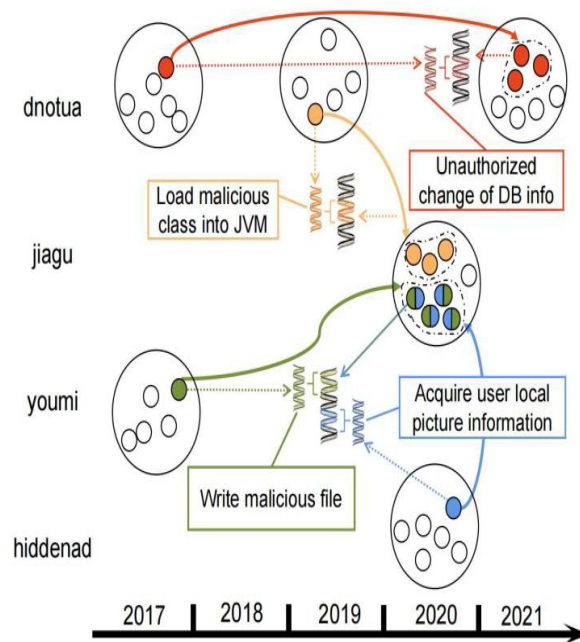 dnotua
Unauthorized
change of DB info
Load malicious
class into JVM
jiagu
youmi
Acquire user local
picture information
Write malicious file
hiddenad
2017 2018 2019 2020 2021